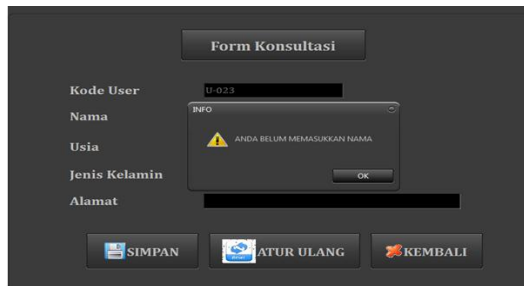 Form Konsultasi
Kode User
U-023
Nama
INFO
ANDA BELUM MEMASUKKAN NAMA
Usia
OK
Jenis Kelamin
Alamat
SIMPAN
ATUR ULANG
KEMBALI